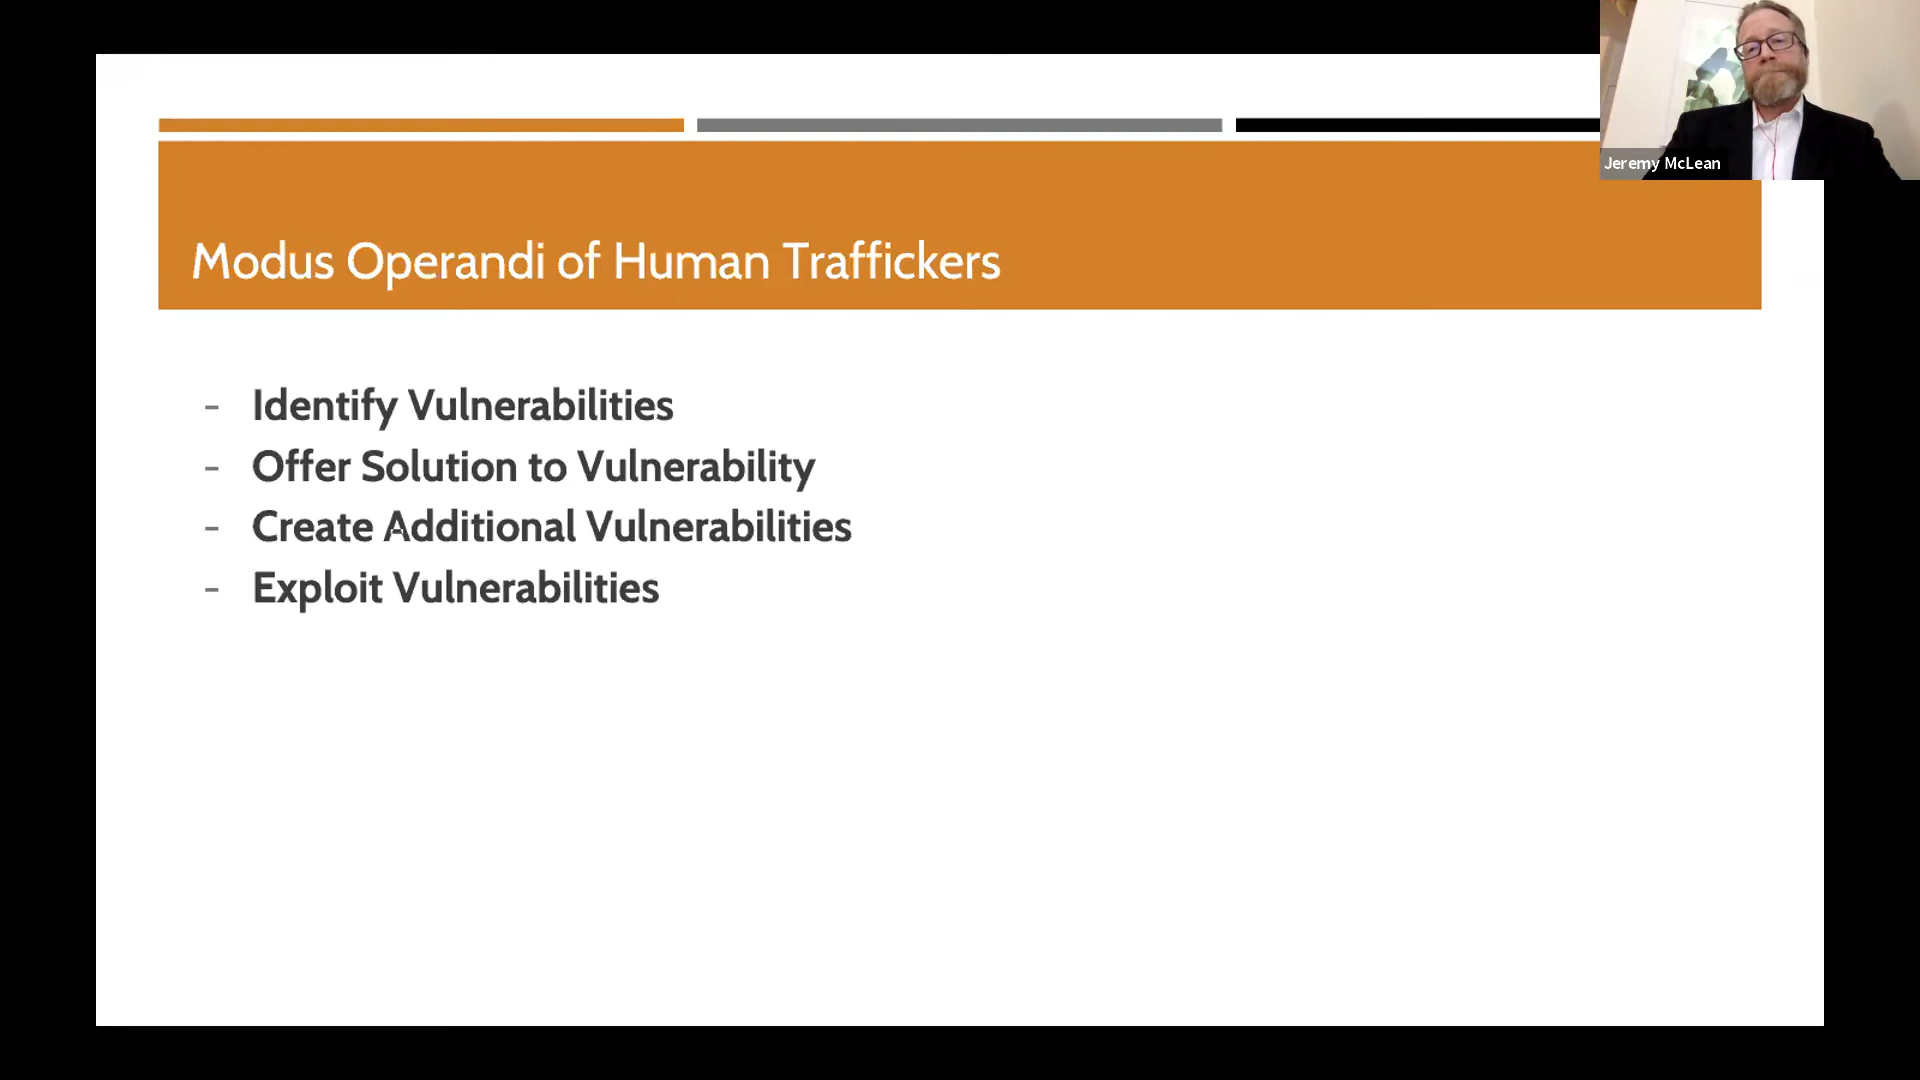 Jeremy McLean
Modus Operandi of Human Traffickers
- Identify Vulnerabilities
- Offer Solution to Vulnerability
- Create Additional Vulnerabilities
- Exploit Vulnerabilities